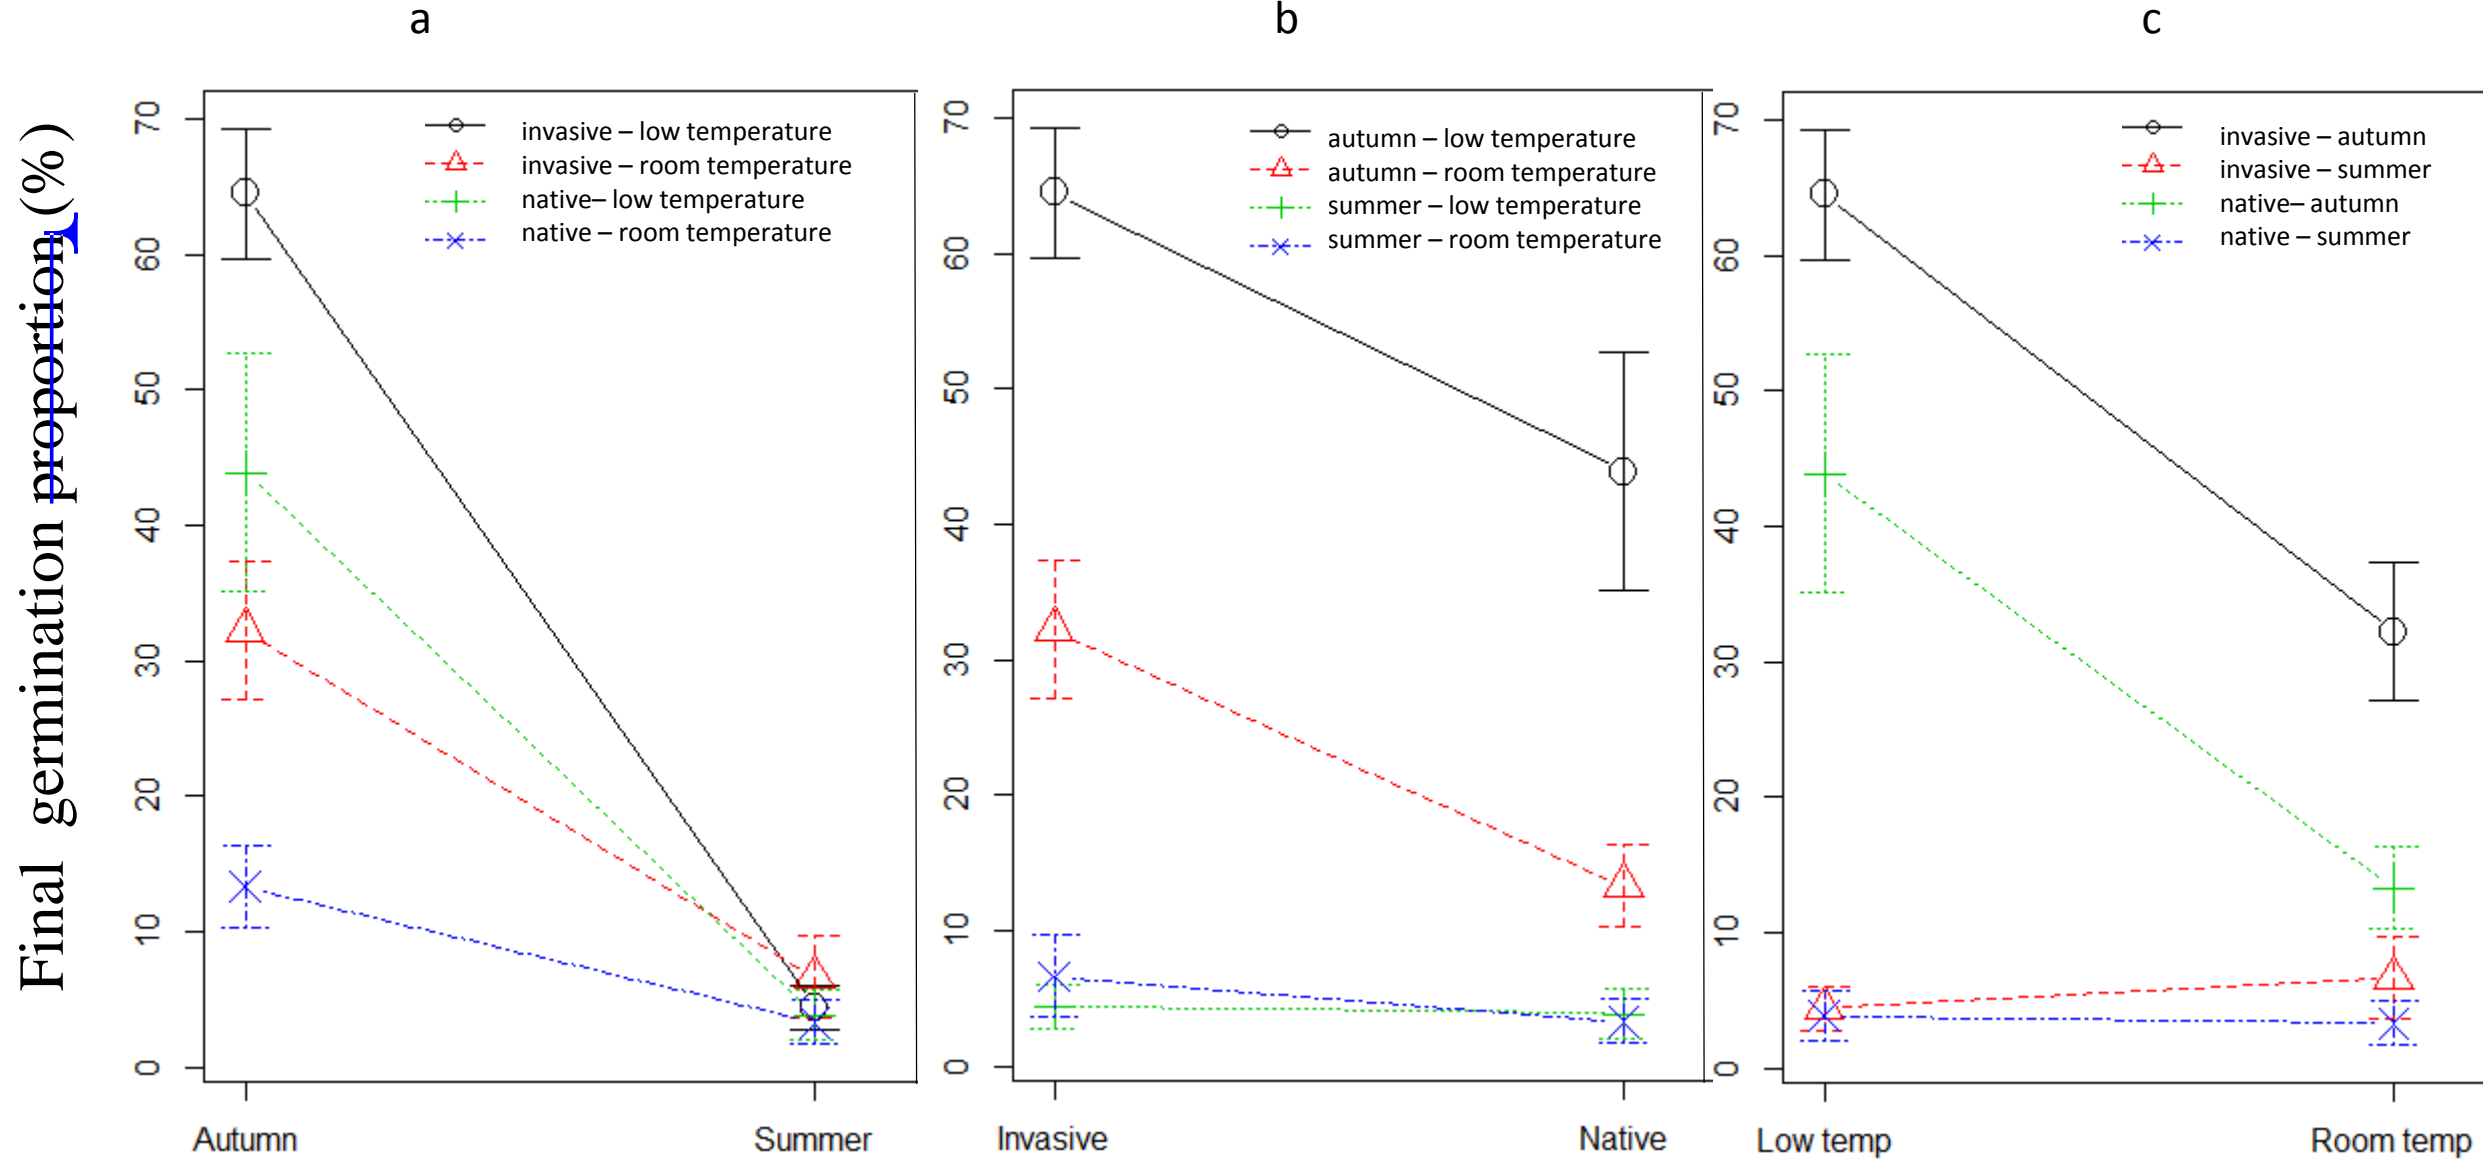 a
b
c
Final germination proportion (%)
70
60
50
40
30
20
10
0
invasive – low temperature
invasive – room temperature
native– low temperature
native – room temperature
Autumn
Summer
70
60
50
40
30
20
10
0
autumn – low temperature
autumn – room temperature
summer – low temperature
summer – room temperature
Invasive
Native
70
60
50
40
30
20
10
0
invasive – autumn
invasive – summer
native– autumn
native – summer
Low temp
Room temp